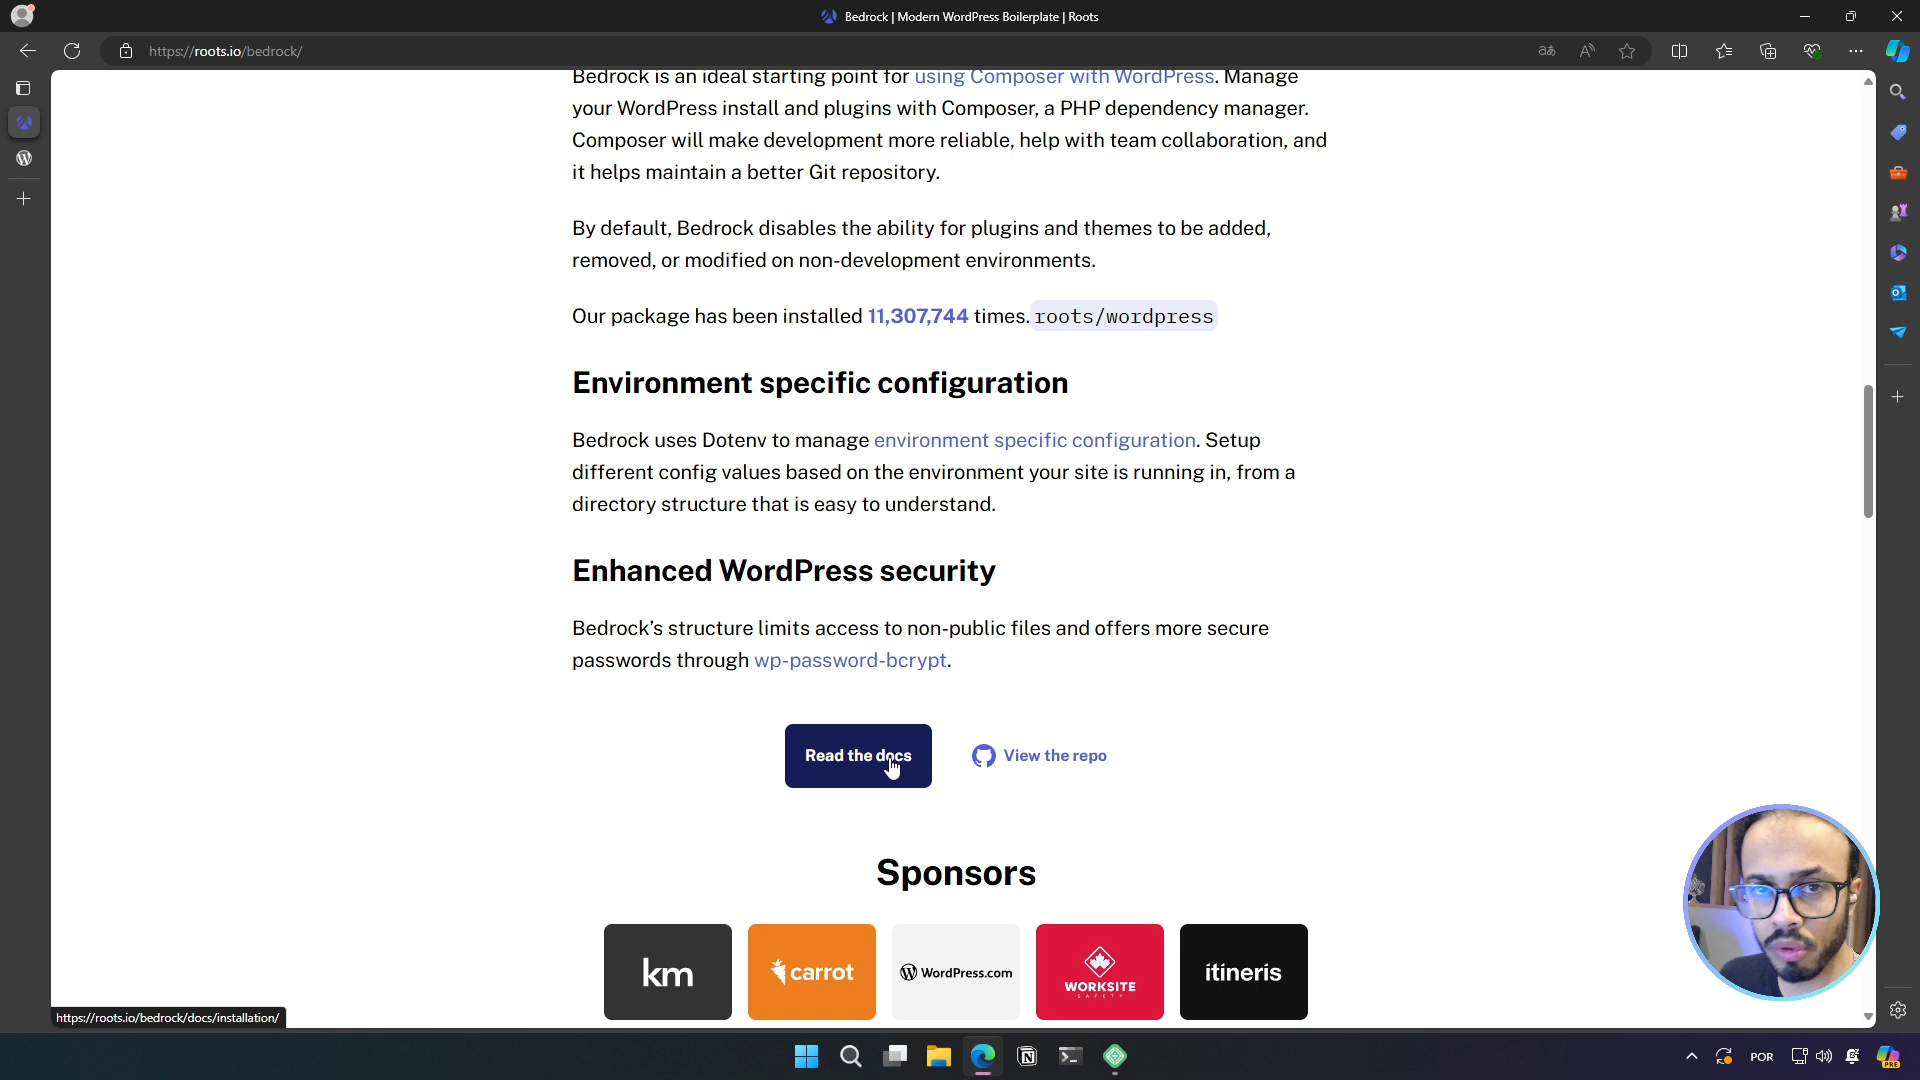 Bedrock | Modern WordPress Boilerplate | Roots
https://roots.io/bedrock/
Bedrock is an ideal starting point for using Composer with WordPress. Manage
your WordPress install and plugins with Composer, a PHP dependency manager.
Composer will make development more reliable, help with team collaboration, and
it helps maintain a better Git repository.
By default, Bedrock disables the ability for plugins and themes to be added,
removed, or modified on non-development environments.
Our package has been installed 11,307,744 times. roots/wordpress
Environment specific configuration
Bedrock uses Dotenv to manage environment specific configuration. Setup
different config values based on the environment your site is running in, from a
directory structure that is easy to understand.
Enhanced WordPress security
Bedrock’s structure limits access to non-public files and offers more secure
passwords through wp-password-bcrypt.
Read the docs
View the repo
Sponsors
km
carrot
WordPress.com
WORKSITE
SAFETY
itineris
https://roots.io/bedrock/docs/installation/
POR
PRE